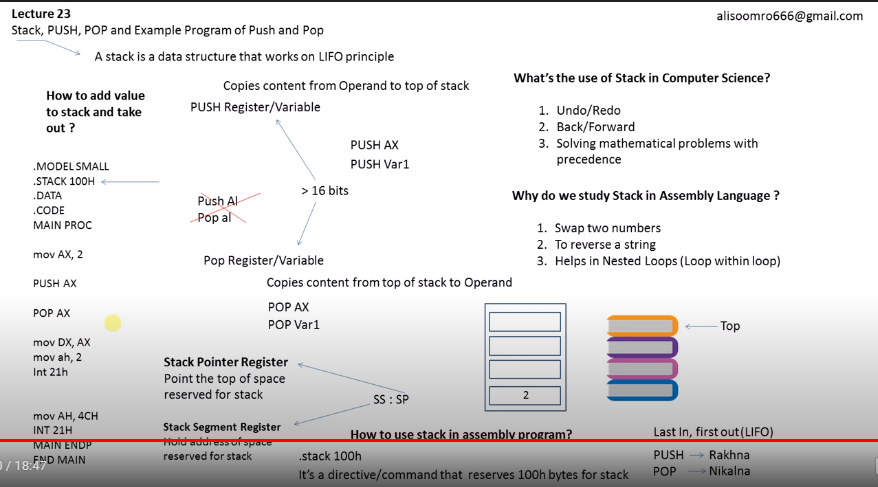 Lecture 23
alisoomro666@gmail.com
Stack, PUSH, POP and Example Program of Push and Pop
A stack is a data structure that works on LIFO principle
How to add value
to stack and take
out ?
.MODEL SMALL
.STACK 100H
.DATA
.CODE
MAIN PROC
mov AX, 2
PUSH AX
POP AX
mov DX, AX
mov ah, 2
Int 21h
mov AH, 4CH
INT 21H
MAIN ENDP
END MAIN
Copies content from Operand to top of stack
PUSH Register/Variable
PUSH AX
PUSH Var1
> 16 bits
Push Al
Pop al
Pop Register/Variable
Copies content from top of stack to Operand
POP AX
POP Var1
Stack Pointer Register
Point the top of space
reserved for stack
SS : SP
Stack Segment Register
Hold address of space
reserved for stack
What's the use of Stack in Computer Science?
1. Undo/Redo
2. Back/Forward
3. Solving mathematical problems with
precedence
Why do we study Stack in Assembly Language ?
1. Swap two numbers
2. To reverse a string
3. Helps in Nested Loops (Loop within loop)
2
Top
How to use stack in assembly program?
.stack 100h
It's a directive/command that reserves 100h bytes for stack
Last In, first out (LIFO)
PUSH → Rakhna
POP → Nikalna
/ 18:47